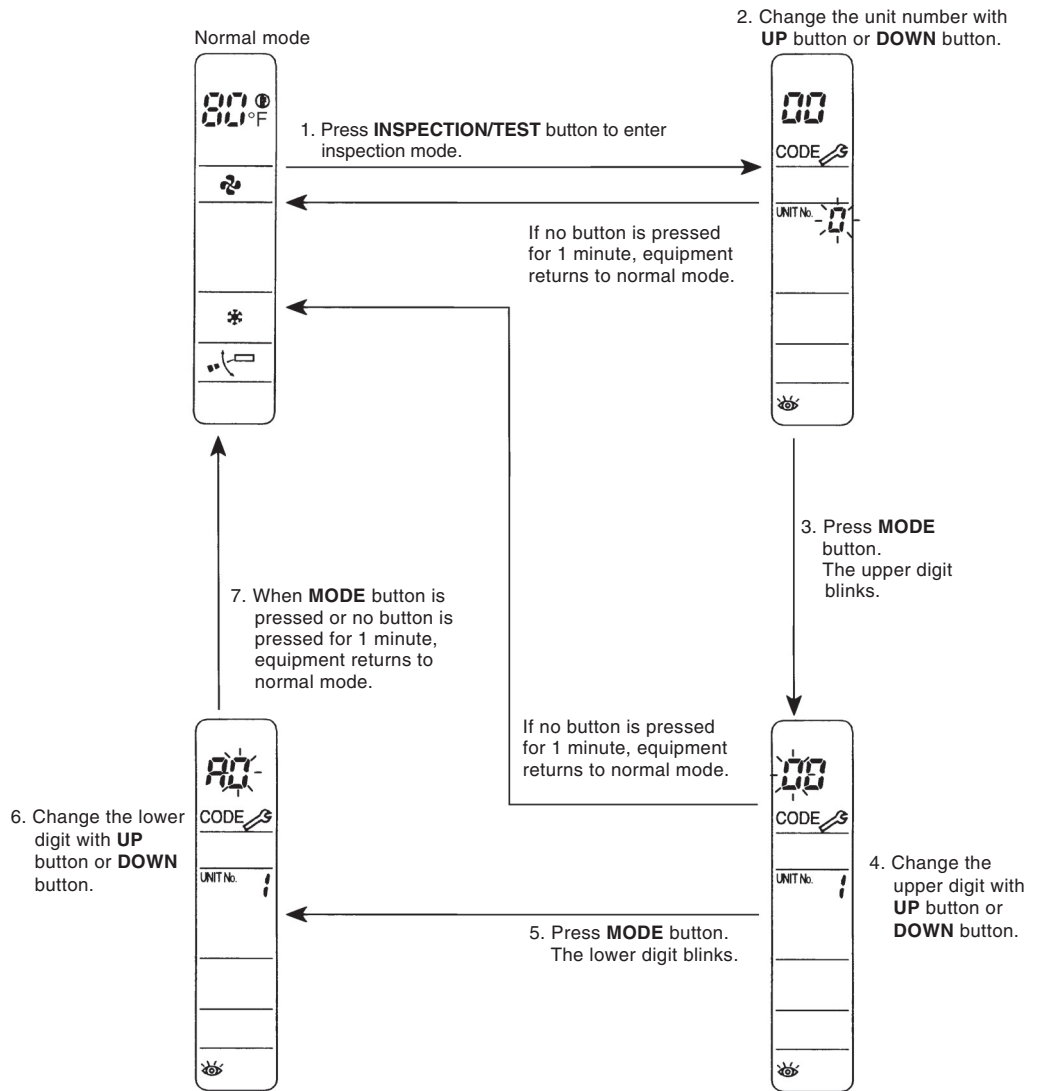 Normal mode
80 °F
1. Press INSPECTION/TEST button to enter
inspection mode.
2. Change the unit number with
UP button or DOWN button.
00
CODE
UNIT No. 0
If no button is pressed
for 1 minute, equipment
returns to normal mode.
3. Press MODE
button.
The upper digit
blinks.
00
CODE
UNIT No. 1
4. Change the
upper digit with
UP button or
DOWN button.
If no button is pressed
for 1 minute, equipment
returns to normal mode.
5. Press MODE button.
The lower digit blinks.
A0
CODE
UNIT No. 1
6. Change the lower
digit with UP
button or DOWN
button.
7. When MODE button is
pressed or no button is
pressed for 1 minute,
equipment returns to
normal mode.